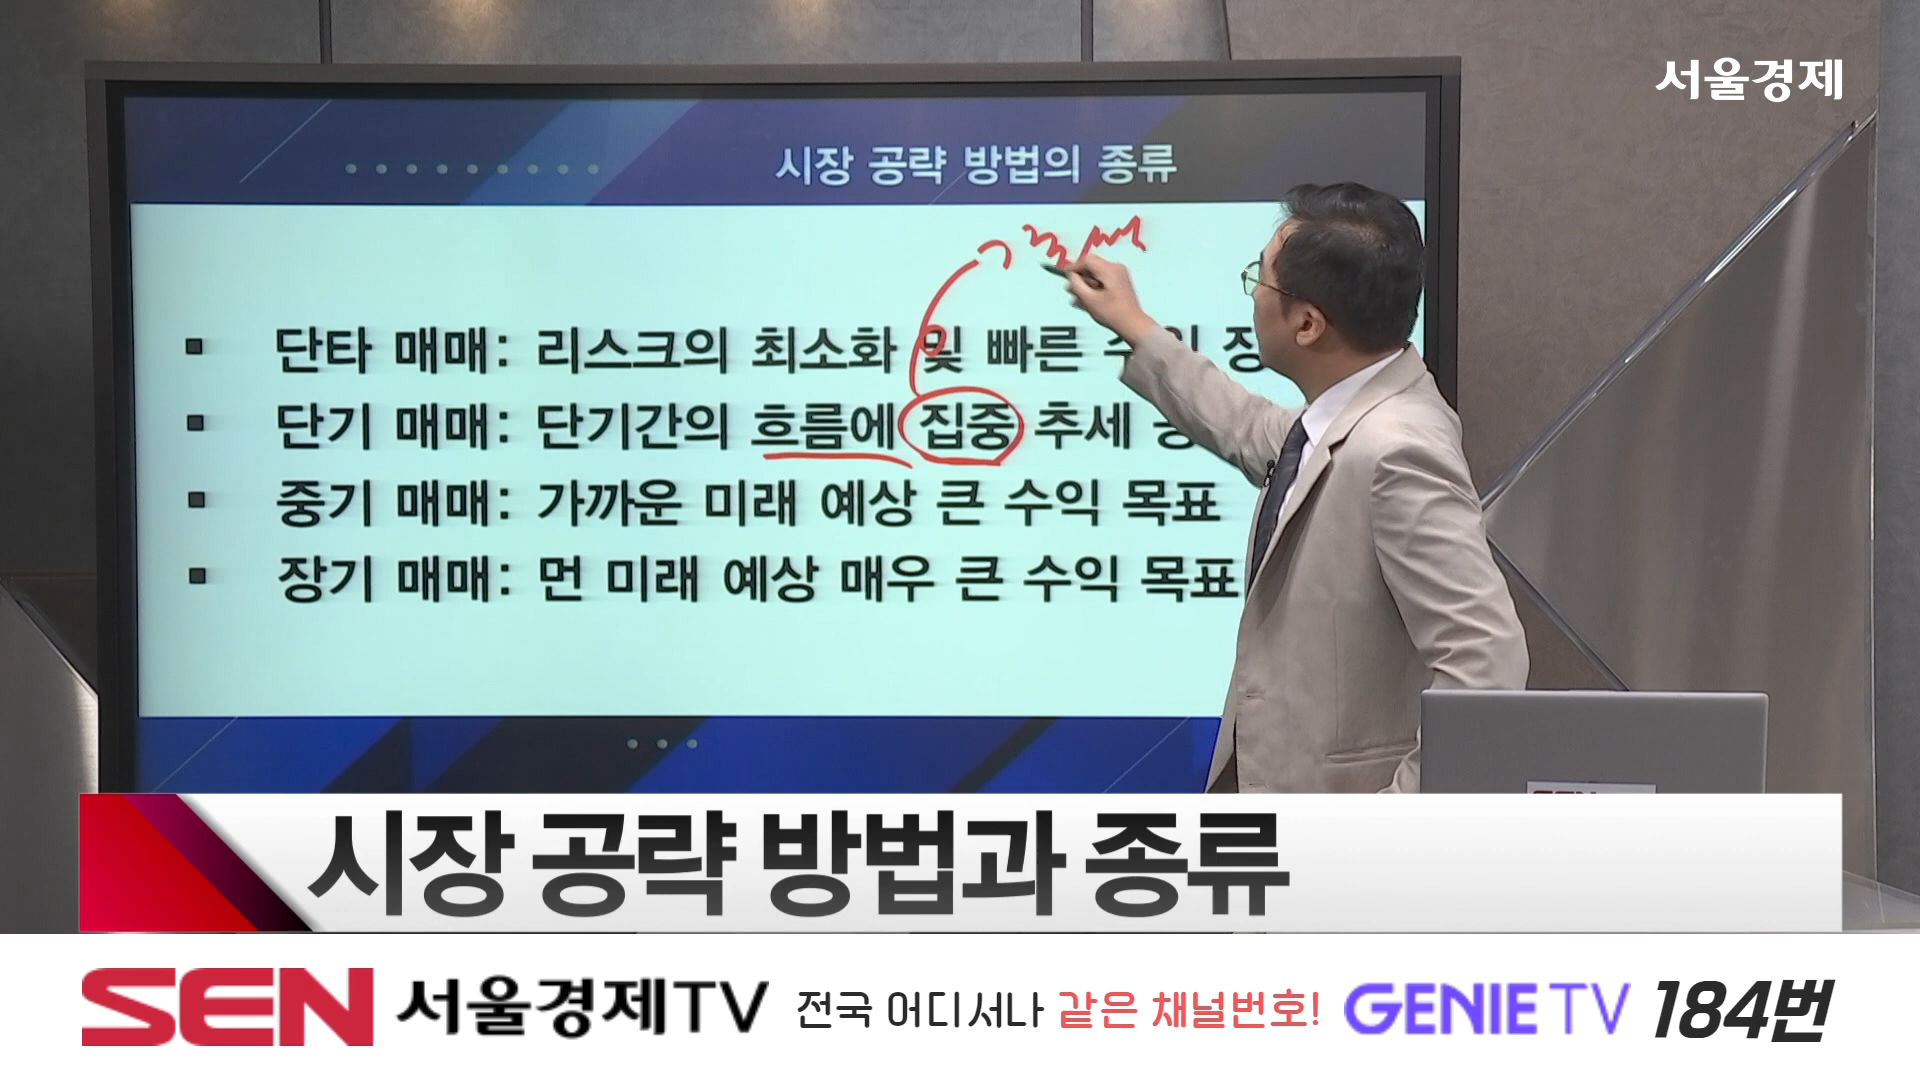 서울경제
시장 공략 방법의 종류
단타 매매: 리스크의 최소화 및 빠른
단기 매매: 단기간의 흐름에 집중 추세
중기 매매: 가까운 미래 예상 큰 수익 목표
장기 매매: 먼 미래 예상 매우 큰 수익 목표
시장 공략 방법과 종류
SEN 서울경제TV 전국 어디서나 같은 채널번호! GENIE TV 184번